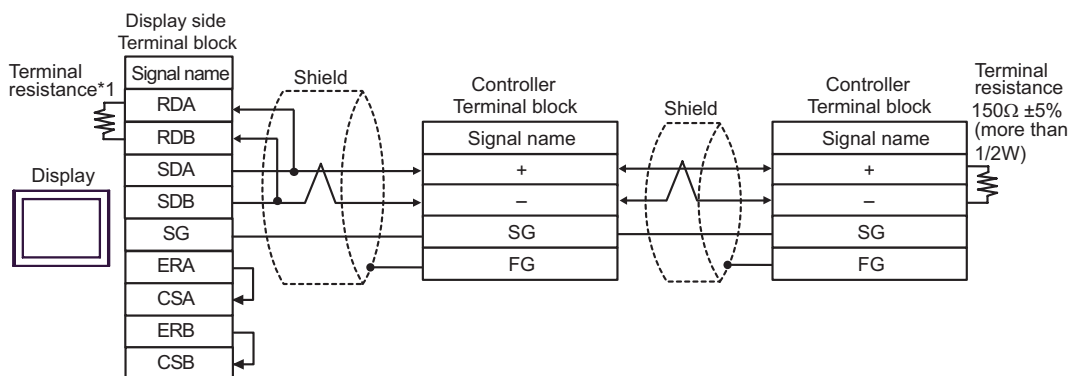 Display side
Terminal block
Terminal
resistance*1
Signal name
RDA
RDB
SDA
SDB
SG
ERA
CSA
ERB
CSB
Display
Shield
Controller
Terminal block
Signal name
+
–
SG
FG
Shield
Controller
Terminal block
Signal name
+
–
SG
FG
Terminal
resistance
150Ω ±5%
(more than
1/2W)